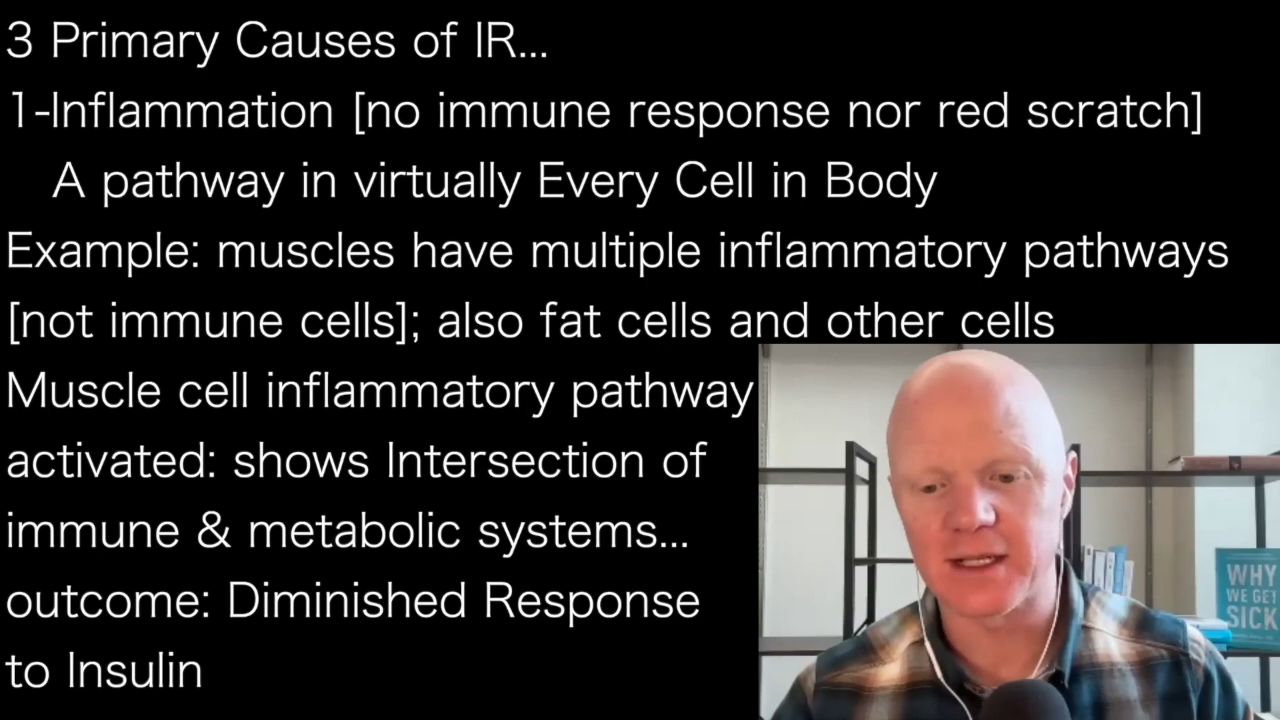 3 Primary Causes of IR...
1-Inflammation [no immune response nor red scratch]
A pathway in virtually Every Cell in Body
Example: muscles have multiple inflammatory pathways
[not immune cells]; also fat cells and other cells
Muscle cell inflammatory pathway
activated: shows Intersection of
immune & metabolic systems...
outcome: Diminished Response
to Insulin
WHY
WE GET
SICK